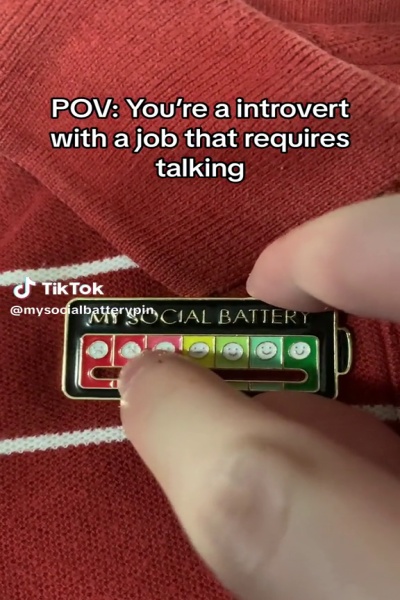 POV: You're a introvert
with a job that requires
talking
TikTok
@mysocialbatterypin
MY SOCIAL BATTERY